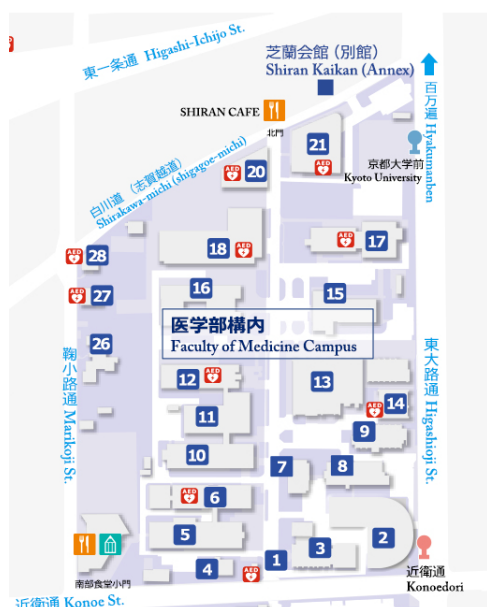 東一条通 Higashi-Ichijo St.
芝蘭会館（別館）
Shiran Kaikan (Annex)
百万遍 Hyakumanben
SHIRAN CAFE
北門
21
京都大学前
Kyoto University
白川道（志賀越道）
Shirakawa-michi (shigagoe-michi)
AED
20
AED
AED
28
18
AED
AED
17
AED
27
16
15
医学部構内
Faculty of Medicine Campus
26
鞠小路通 Marikoji St.
東大路通 Higashioji St.
12
AED
13
14
AED
11
9
10
7
8
AED
6
5
3
2
4
AED
1
南部食堂小門
近衛通
Konoedori
近衛通 Konoe St.